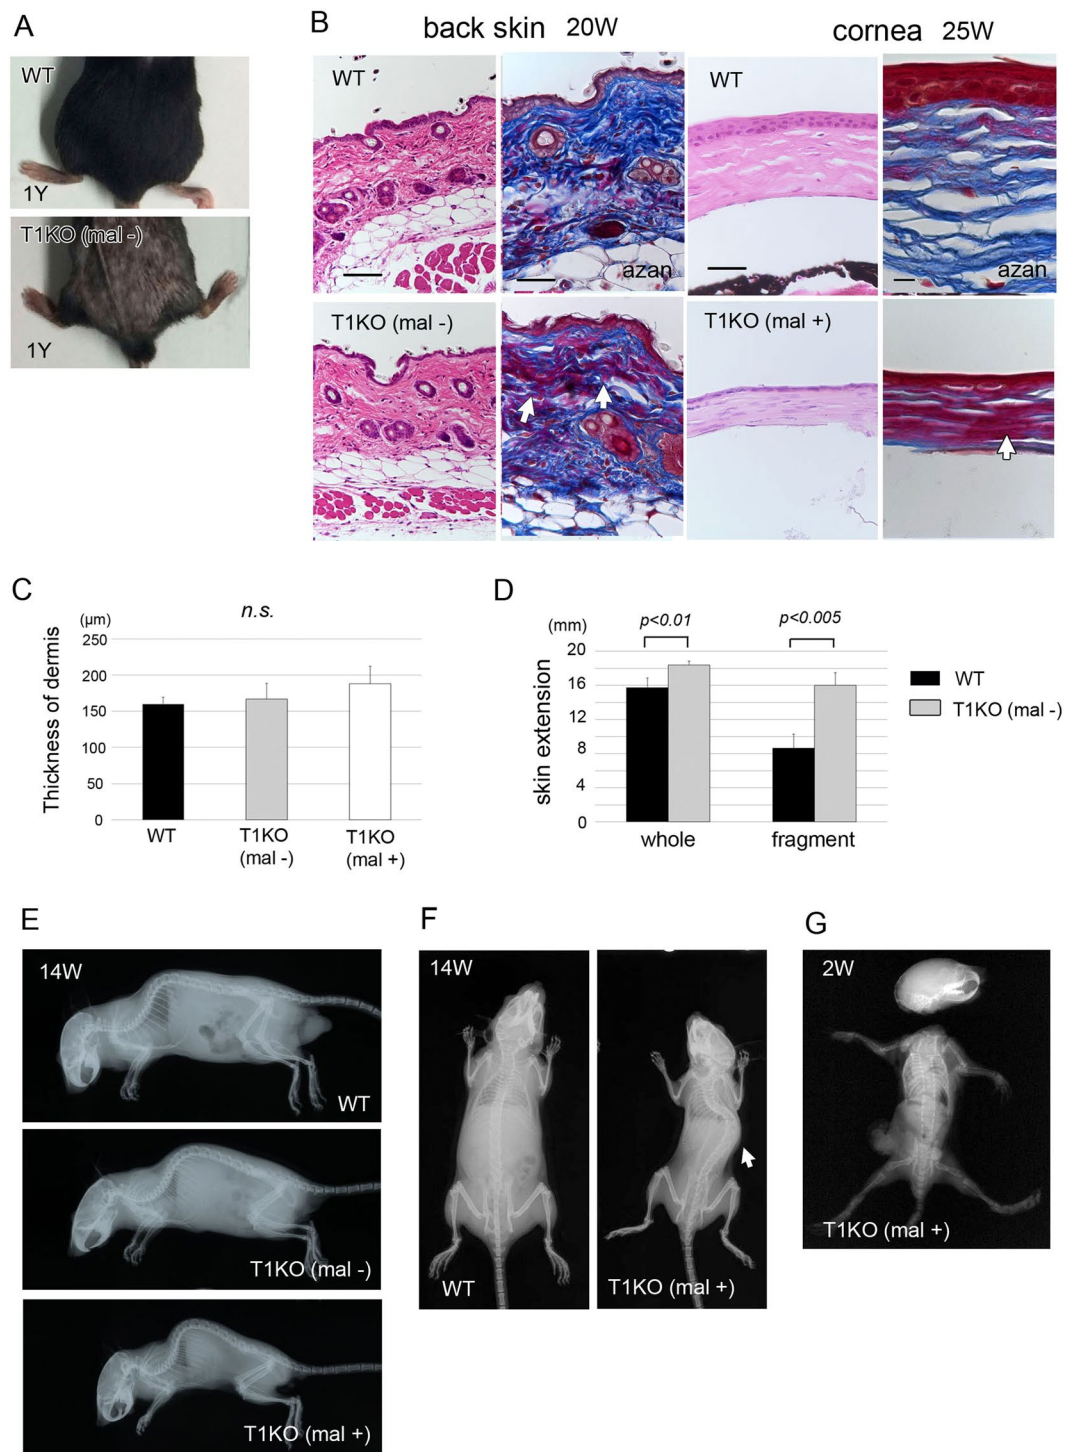 A
WT
1Y
T1KO (mal -)
1Y
B
back skin 20W
cornea 25W
WT
azan
WT
azan
T1KO (mal -)
T1KO (mal +)
C
n.s.
(µm)
Thickness of dermis
250
200
150
100
50
0
WT
T1KO
(mal -)
T1KO
(mal +)
D
p<0.01
p<0.005
(mm)
skin extension
20
16
12
8
4
0
whole
fragment
WT
T1KO (mal -)
E
14W
WT
T1KO (mal -)
T1KO (mal +)
F
14W
WT
T1KO (mal +)
G
2W
T1KO (mal +)